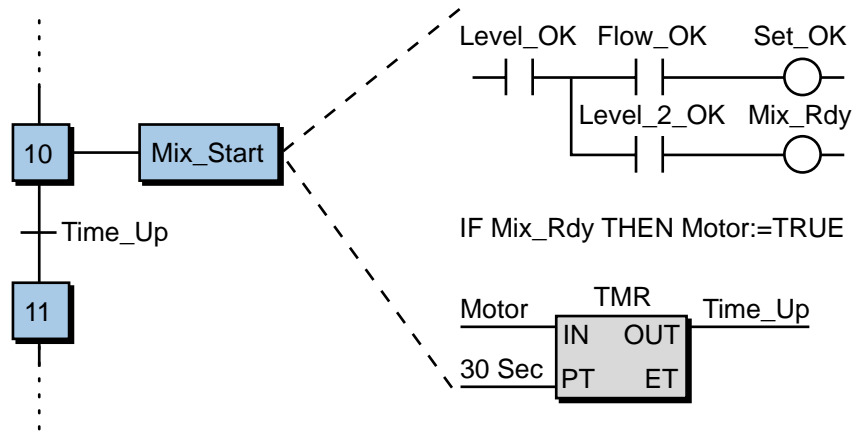 10
Mix_Start
Time_Up
11
Level_OK Flow_OK Set_OK
Level_2_OK Mix_Rdy
IF Mix_Rdy THEN Motor:=TRUE
Motor TMR Time_Up
IN OUT
30 Sec PT ET